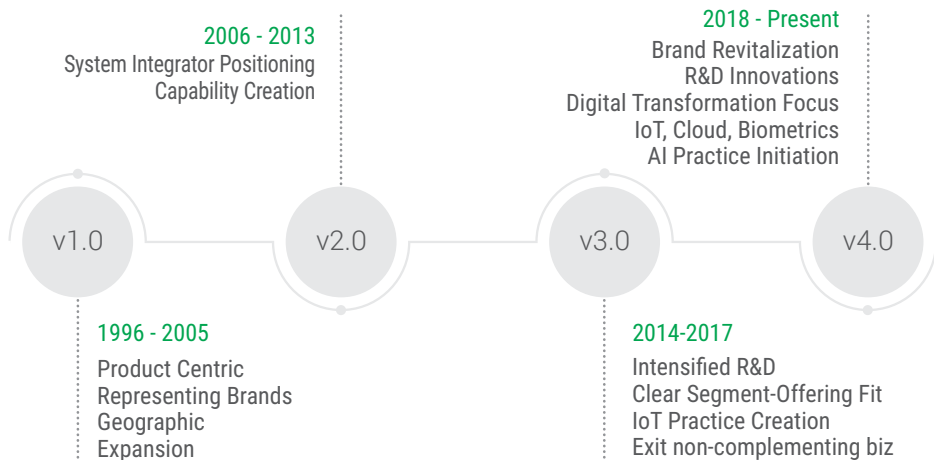 2006 - 2013
System Integrator Positioning
Capability Creation
2018 - Present
Brand Revitalization
R&D Innovations
Digital Transformation Focus
IoT, Cloud, Biometrics
AI Practice Initiation
v1.0
v2.0
v3.0
v4.0
1996 - 2005
Product Centric
Representing Brands
Geographic
Expansion
2014-2017
Intensified R&D
Clear Segment-Offering Fit
IoT Practice Creation
Exit non-complementing biz